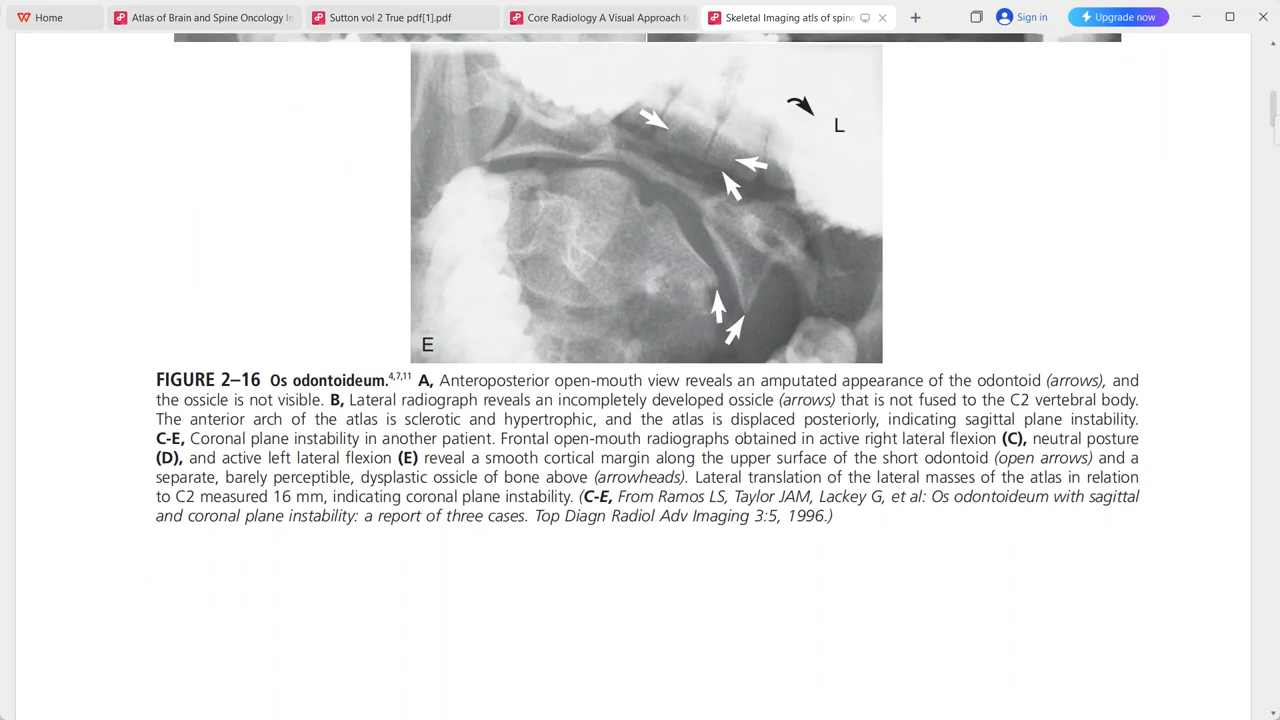 Home
Atlas of Brain and Spine Oncology In
Sutton vol 2 True pdf[1].pdf
Core Radiology A Visual Approach to
Skeletal Imaging atls of spine
Sign in
Upgrade now
L
E
FIGURE 2–16 Os odontoideum.4,7,11 A, Anteroposterior open-mouth view reveals an amputated appearance of the odontoid (arrows), and
the ossicle is not visible. B, Lateral radiograph reveals an incompletely developed ossicle (arrows) that is not fused to the C2 vertebral body.
The anterior arch of the atlas is sclerotic and hypertrophic, and the atlas is displaced posteriorly, indicating sagittal plane instability.
C-E, Coronal plane instability in another patient. Frontal open-mouth radiographs obtained in active right lateral flexion (C), neutral posture
(D), and active left lateral flexion (E) reveal a smooth cortical margin along the upper surface of the short odontoid (open arrows) and a
separate, barely perceptible, dysplastic ossicle of bone above (arrowheads). Lateral translation of the lateral masses of the atlas in relation
to C2 measured 16 mm, indicating coronal plane instability. (C-E, From Ramos LS, Taylor JAM, Lackey G, et al: Os odontoideum with sagittal
and coronal plane instability: a report of three cases. Top Diagn Radiol Adv Imaging 3:5, 1996.)